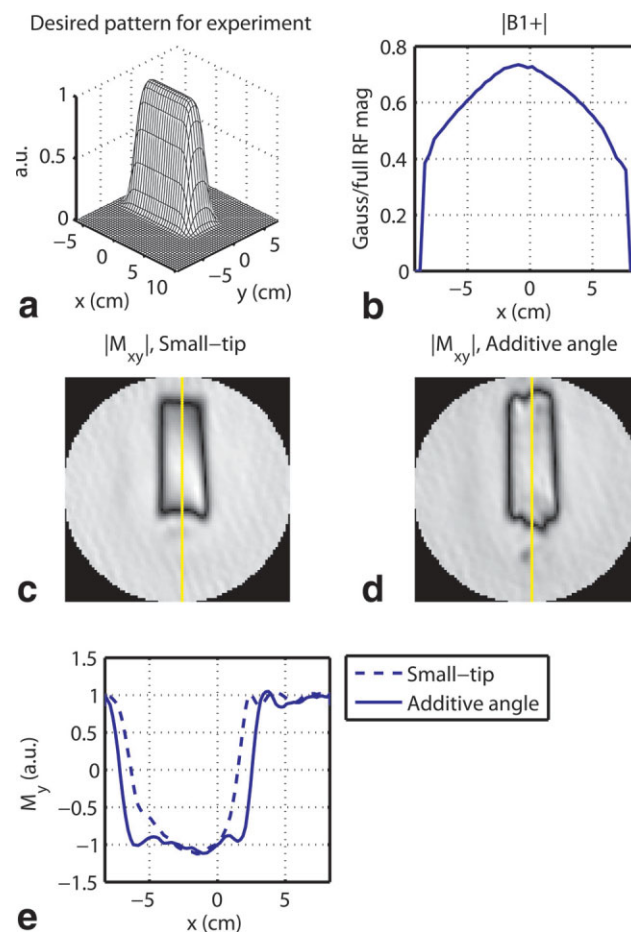 Desired pattern for experiment
1
0.5
0
a.u.
−5
0
5
10
x (cm)
−5
0
5
y (cm)
a
|B1+|
0.8
0.6
0.4
0.2
0
Gauss/full RF mag
−5
0
5
x (cm)
b
|Mxy|, Small−tip
c
|Mxy|, Additive angle
d
1.5
1
0.5
0
−0.5
−1
−1.5
My (a.u.)
−5
0
5
x (cm)
e
Small−tip
Additive angle